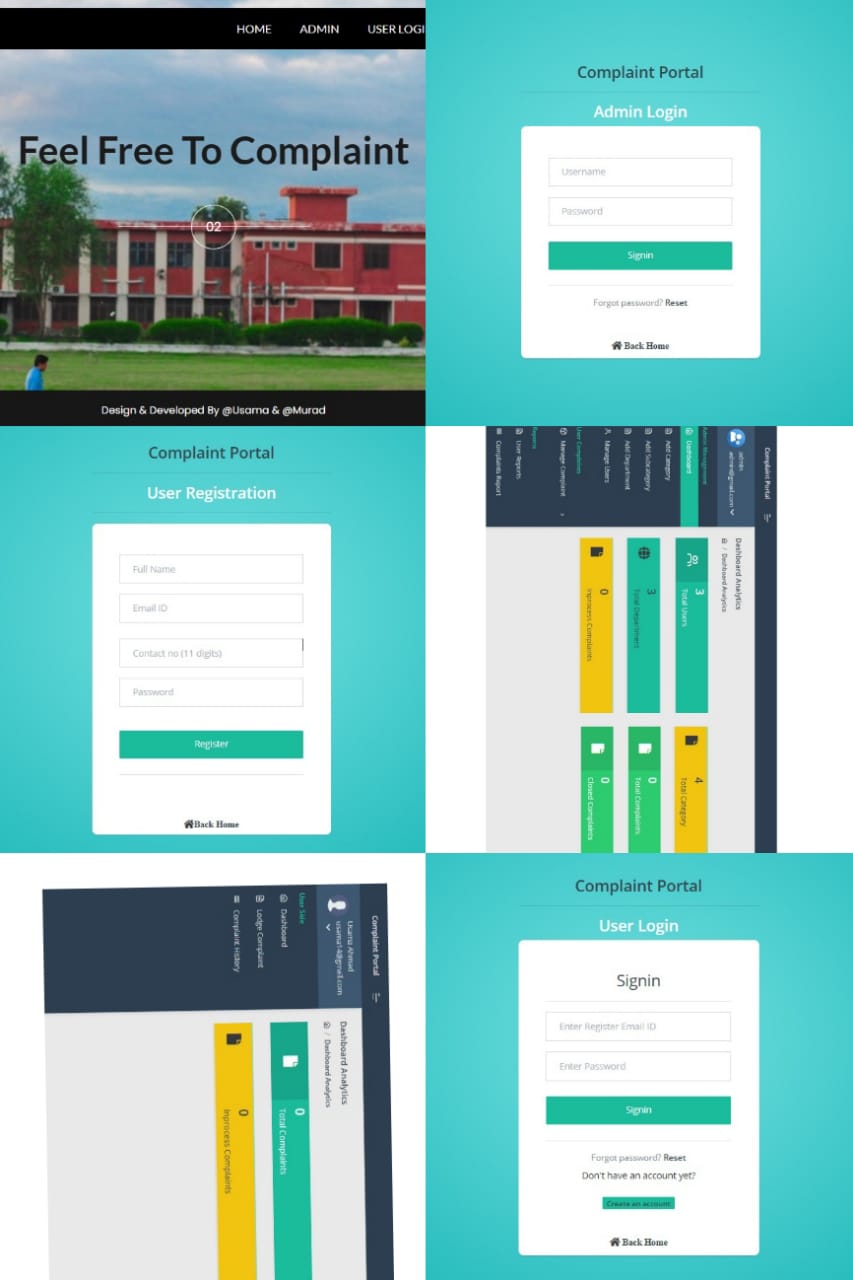 HOME ADMIN USER LOGI
Feel Free To Complaint
02
Design & Developed By @Usama & @Murad
Complaint Portal
Admin Login
Username
Password
Signin
Forgot password? Reset
Back Home
Complaint Portal
User Registration
Full Name
Email ID
Contact no (11 digits)
Password
Register
Back Home
Complaint Portal
admin
admin@gmail.com
Admin Management
Dashboard
Add Category
Add Subcategory
Add Department
Manage Users
User Complaints
Manage Complaint
Reports
User Reports
Complaints Report
Dashboard Analytics
/ Dashboard Analytics
3
Total Users
4
Total Category
3
Total Department
0
Total Complaints
0
Inprocess Complaints
0
Closed Complaints
Complaint Portal
Usama Ahmad
usama14@gmail.com
User Side
Dashboard
Lodge Complaint
Complaint History
Dashboard Analytics
/ Dashboard Analytics
0
Total Complaints
0
Inprocess Complaints
Complaint Portal
User Login
Signin
Enter Register Email ID
Enter Password
Signin
Forgot password? Reset
Don't have an account yet?
Create an account
Back Home